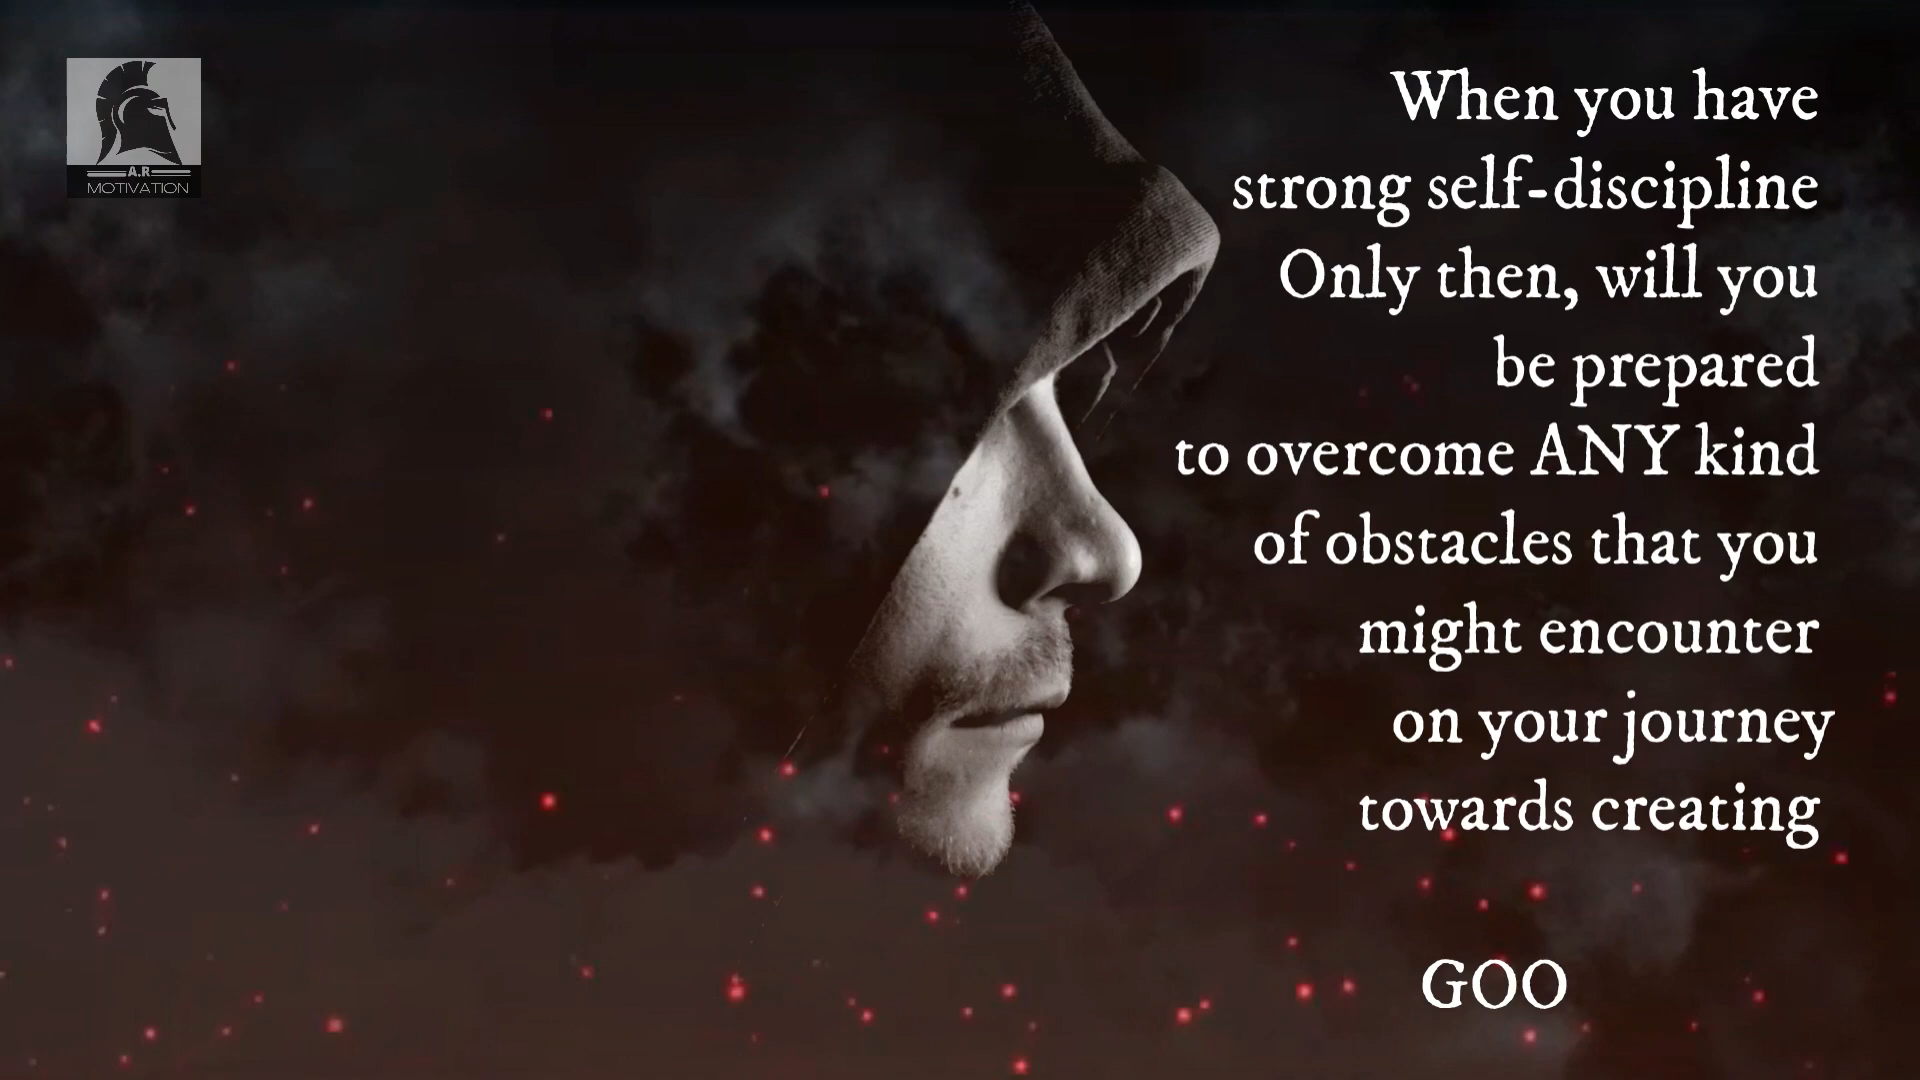 A.R
MOTIVATION
When you have
strong self-discipline
Only then, will you
be prepared
to overcome ANY kind
of obstacles that you
might encounter
on your journey
towards creating
GOO